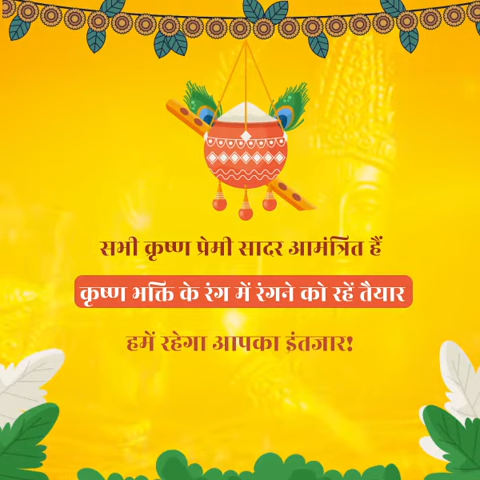 सभी कृष्ण प्रेमी सादर आमंत्रित हैं
कृष्ण भक्ति के रंग में रंगने को रहें तैयार
हमें रहेगा आपका इंतजार!